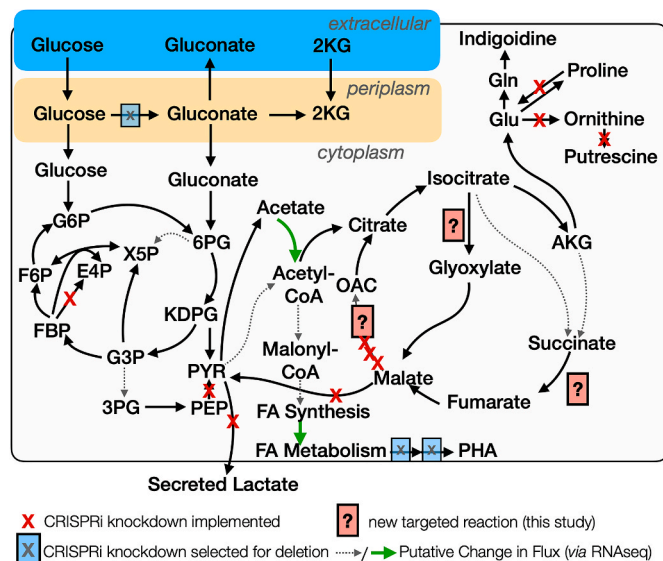 extracellular
Glucose Gluconate 2KG
periplasm
Glucose x Gluconate 2KG
cytoplasm
Glucose
Gluconate
G6P
6PG
F6P
E4P
X5P
X
FBP
KDPG
G3P
PYR
3PG
X
PEP
X
Secreted Lactate
Acetate
Citrate
Acetyl-
CoA
OAC
?
Malonyl-
CoA
X
X
X
Malate
X
FA Synthesis
FA Metabolism x x PHA
Indigoidine
Gln
Proline
X
Glu
X
Ornithine
X
Putrescine
Isocitrate
?
AKG
Glyoxylate
Succinate
?
Fumarate
X CRISPRi knockdown implemented
? new targeted reaction (this study)
X CRISPRi knockdown selected for deletion
/ Putative Change in Flux (via RNAseq)